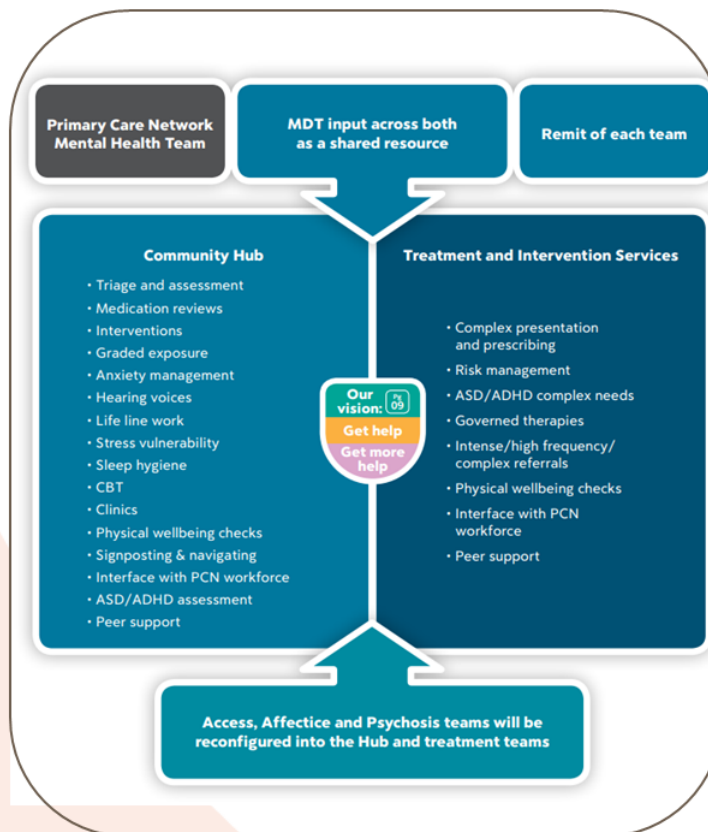 Primary Care Network
Mental Health Team
MDT input across both
as a shared resource
Remit of each team
Community Hub
• Triage and assessment
• Medication reviews
• Interventions
• Graded exposure
• Anxiety management
• Hearing voices
• Life line work
• Stress vulnerability
• Sleep hygiene
• CBT
• Clinics
• Physical wellbeing checks
• Signposting & navigating
• Interface with PCN workforce
• ASD/ADHD assessment
• Peer support
Our
vision:
Pg
09
Get help
Get more
help
Treatment and Intervention Services
• Complex presentation
and prescribing
• Risk management
• ASD/ADHD complex needs
• Governed therapies
• Intense/high frequency/
complex referrals
• Physical wellbeing checks
• Interface with PCN
workforce
• Peer support
Access, Affectice and Psychosis teams will be
reconfigured into the Hub and treatment teams